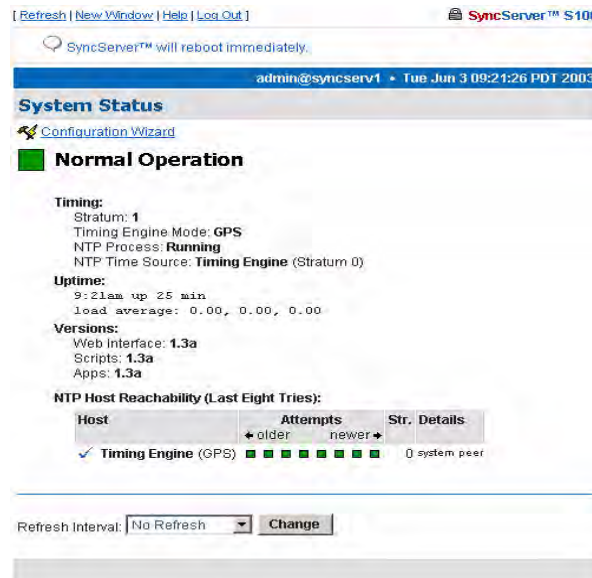 [ Refresh | New Window | Help | Log Out ]
SyncServer™ S100
SyncServer™ will reboot immediately.
admin@syncserv1 • Tue Jun 3 09:21:26 PDT 2003
System Status
Configuration Wizard
Normal Operation
Timing:
Stratum: 1
Timing Engine Mode: GPS
NTP Process: Running
NTP Time Source: Timing Engine (Stratum 0)
Uptime:
9:21am up 25 min
load average: 0.00, 0.00, 0.00
Versions:
Web Interface: 1.3a
Scripts: 1.3a
Apps: 1.3a
NTP Host Reachability (Last Eight Tries):
Host Attempts Str. Details
older newer
Timing Engine (GPS) 0 system peer
Refresh Interval: No Refresh Change